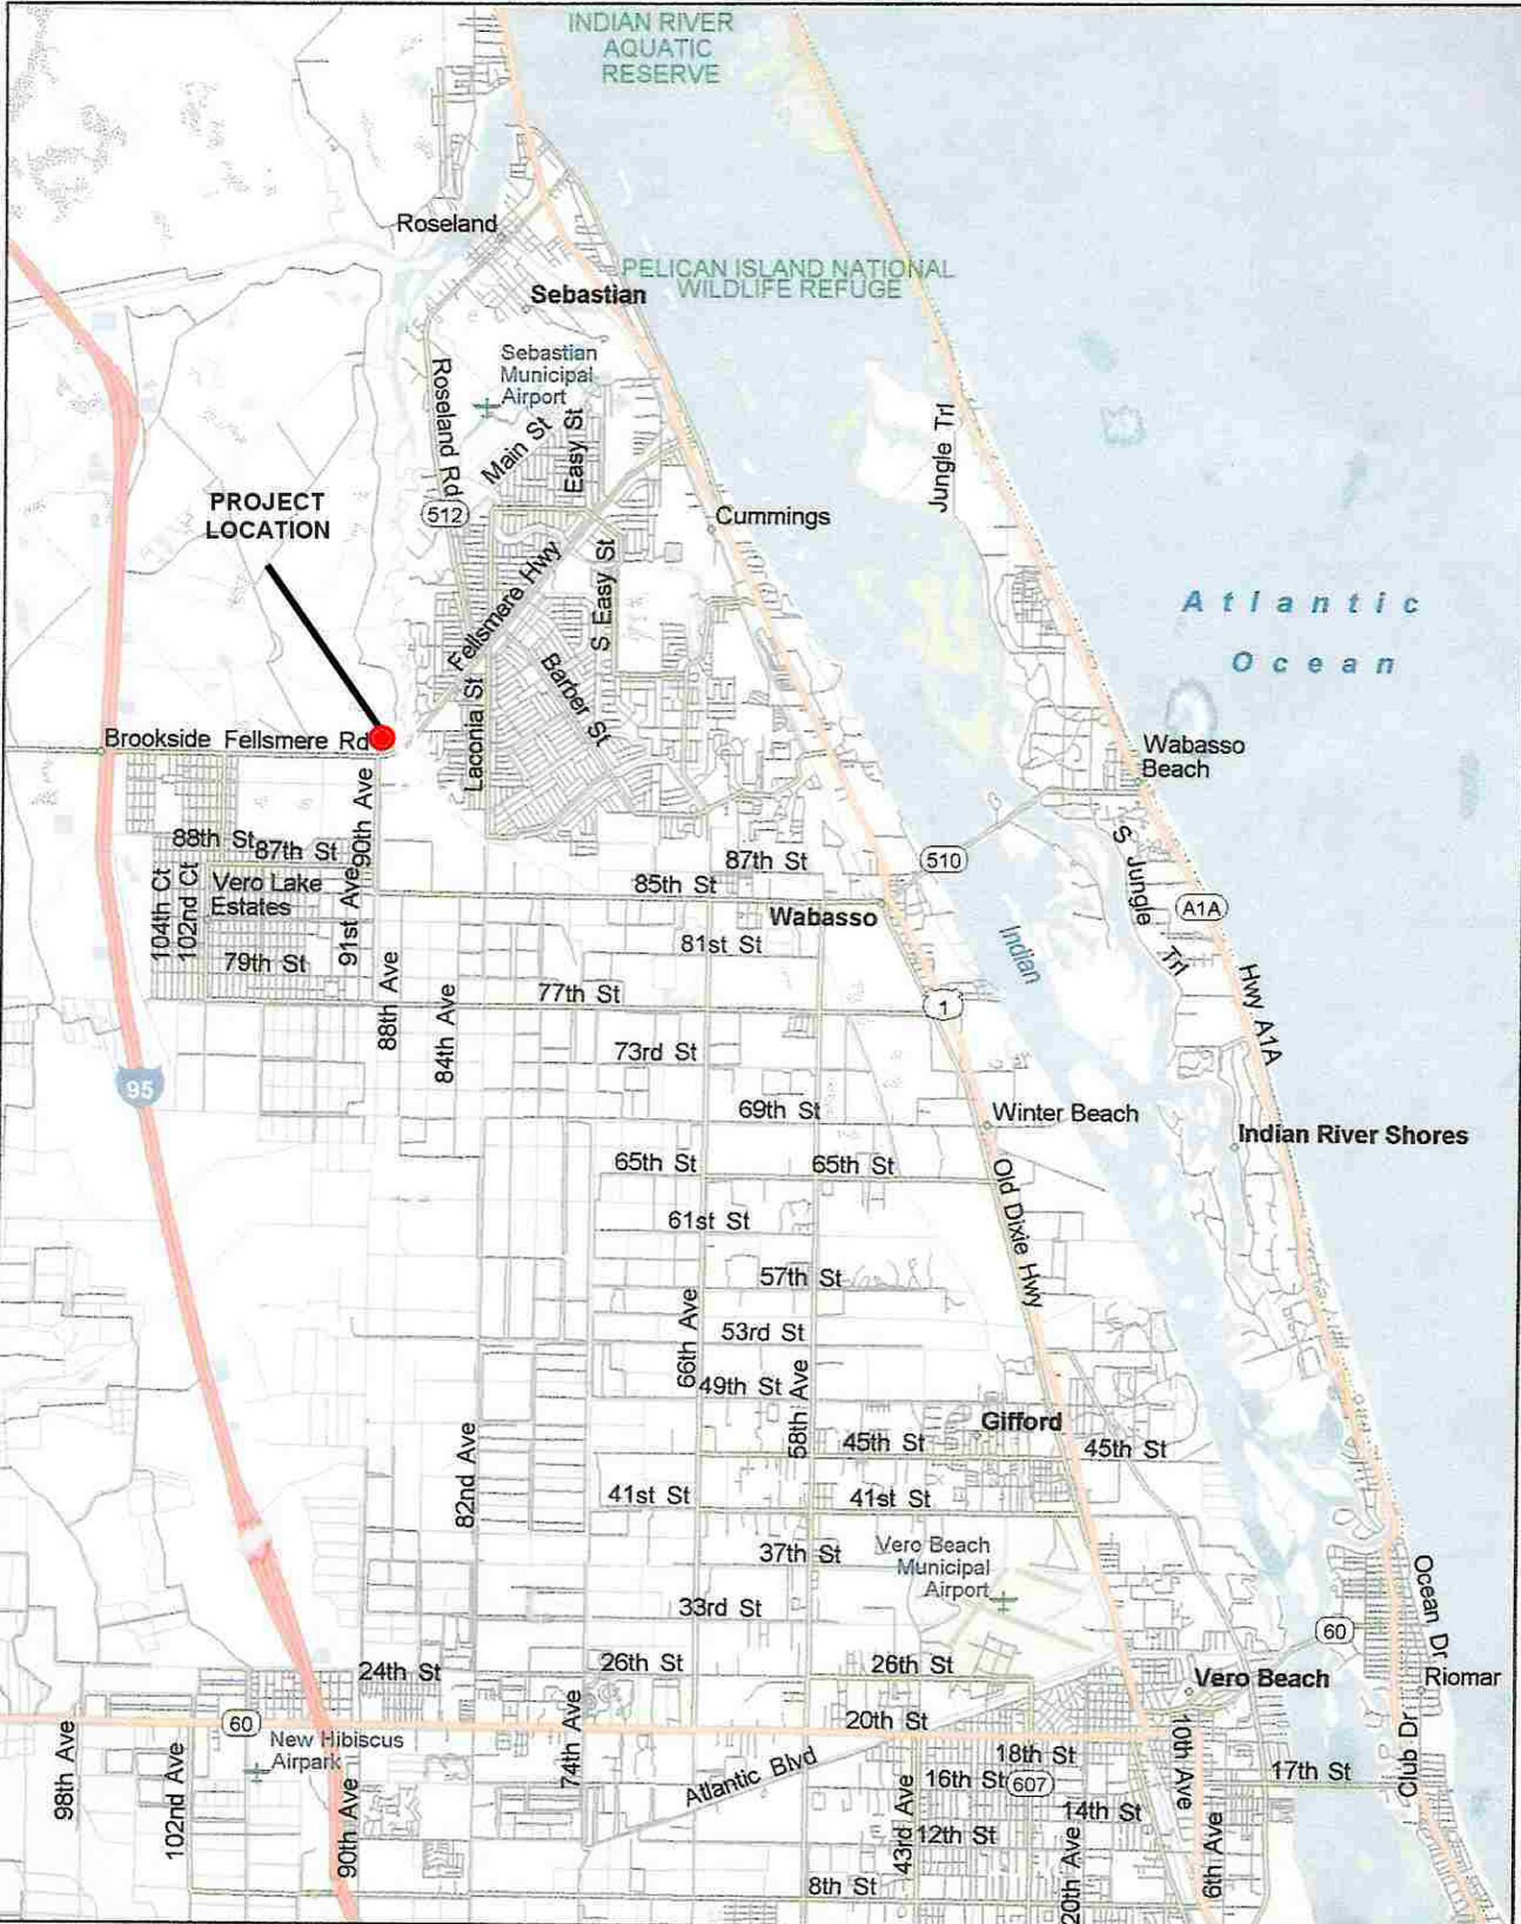 INDIAN RIVER
AQUATIC
RESERVE
Roseland
PELICAN ISLAND NATIONAL
WILDLIFE REFUGE
Sebastian
Sebastian
Municipal
Airport
Roseland Rd
Main St
Easy St
Jungle Trl
PROJECT
LOCATION
512
Cummings
Fellsmere Hwy
S Easy St
Atlantic
Ocean
Barber St
Laconia St
Brookside Fellsmere Rd
Wabasso
Beach
90th Ave
88th St
87th St
87th St
510
S Jungle Trl
Vero Lake
Estates
85th St
104th Ct
102nd Ct
91st Ave
Wabasso
A1A
81st St
Indian
79th St
77th St
88th Ave
84th Ave
1
Hwy A1A
73rd St
95
69th St
Winter Beach
Indian River Shores
65th St
65th St
Old Dixie Hwy
61st St
57th St
66th Ave
53rd St
49th St
58th Ave
Gifford
45th St
45th St
82nd Ave
41st St
41st St
37th St
Vero Beach
Municipal
Airport
Ocean Dr
33rd St
60
24th St
26th St
26th St
Vero Beach
Riomar
74th Ave
60
20th St
98th Ave
New Hibiscus
Airpark
102nd Ave
10th Ave
Club Dr
18th St
Atlantic Blvd
16th St
607
17th St
90th Ave
43rd Ave
14th St
12th St
20th Ave
6th Ave
8th St